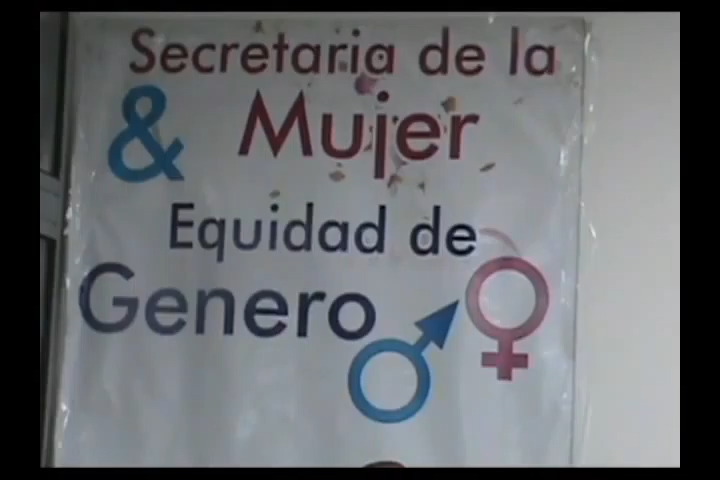 Secretaria de la
& Mujer
Equidad de
Genero